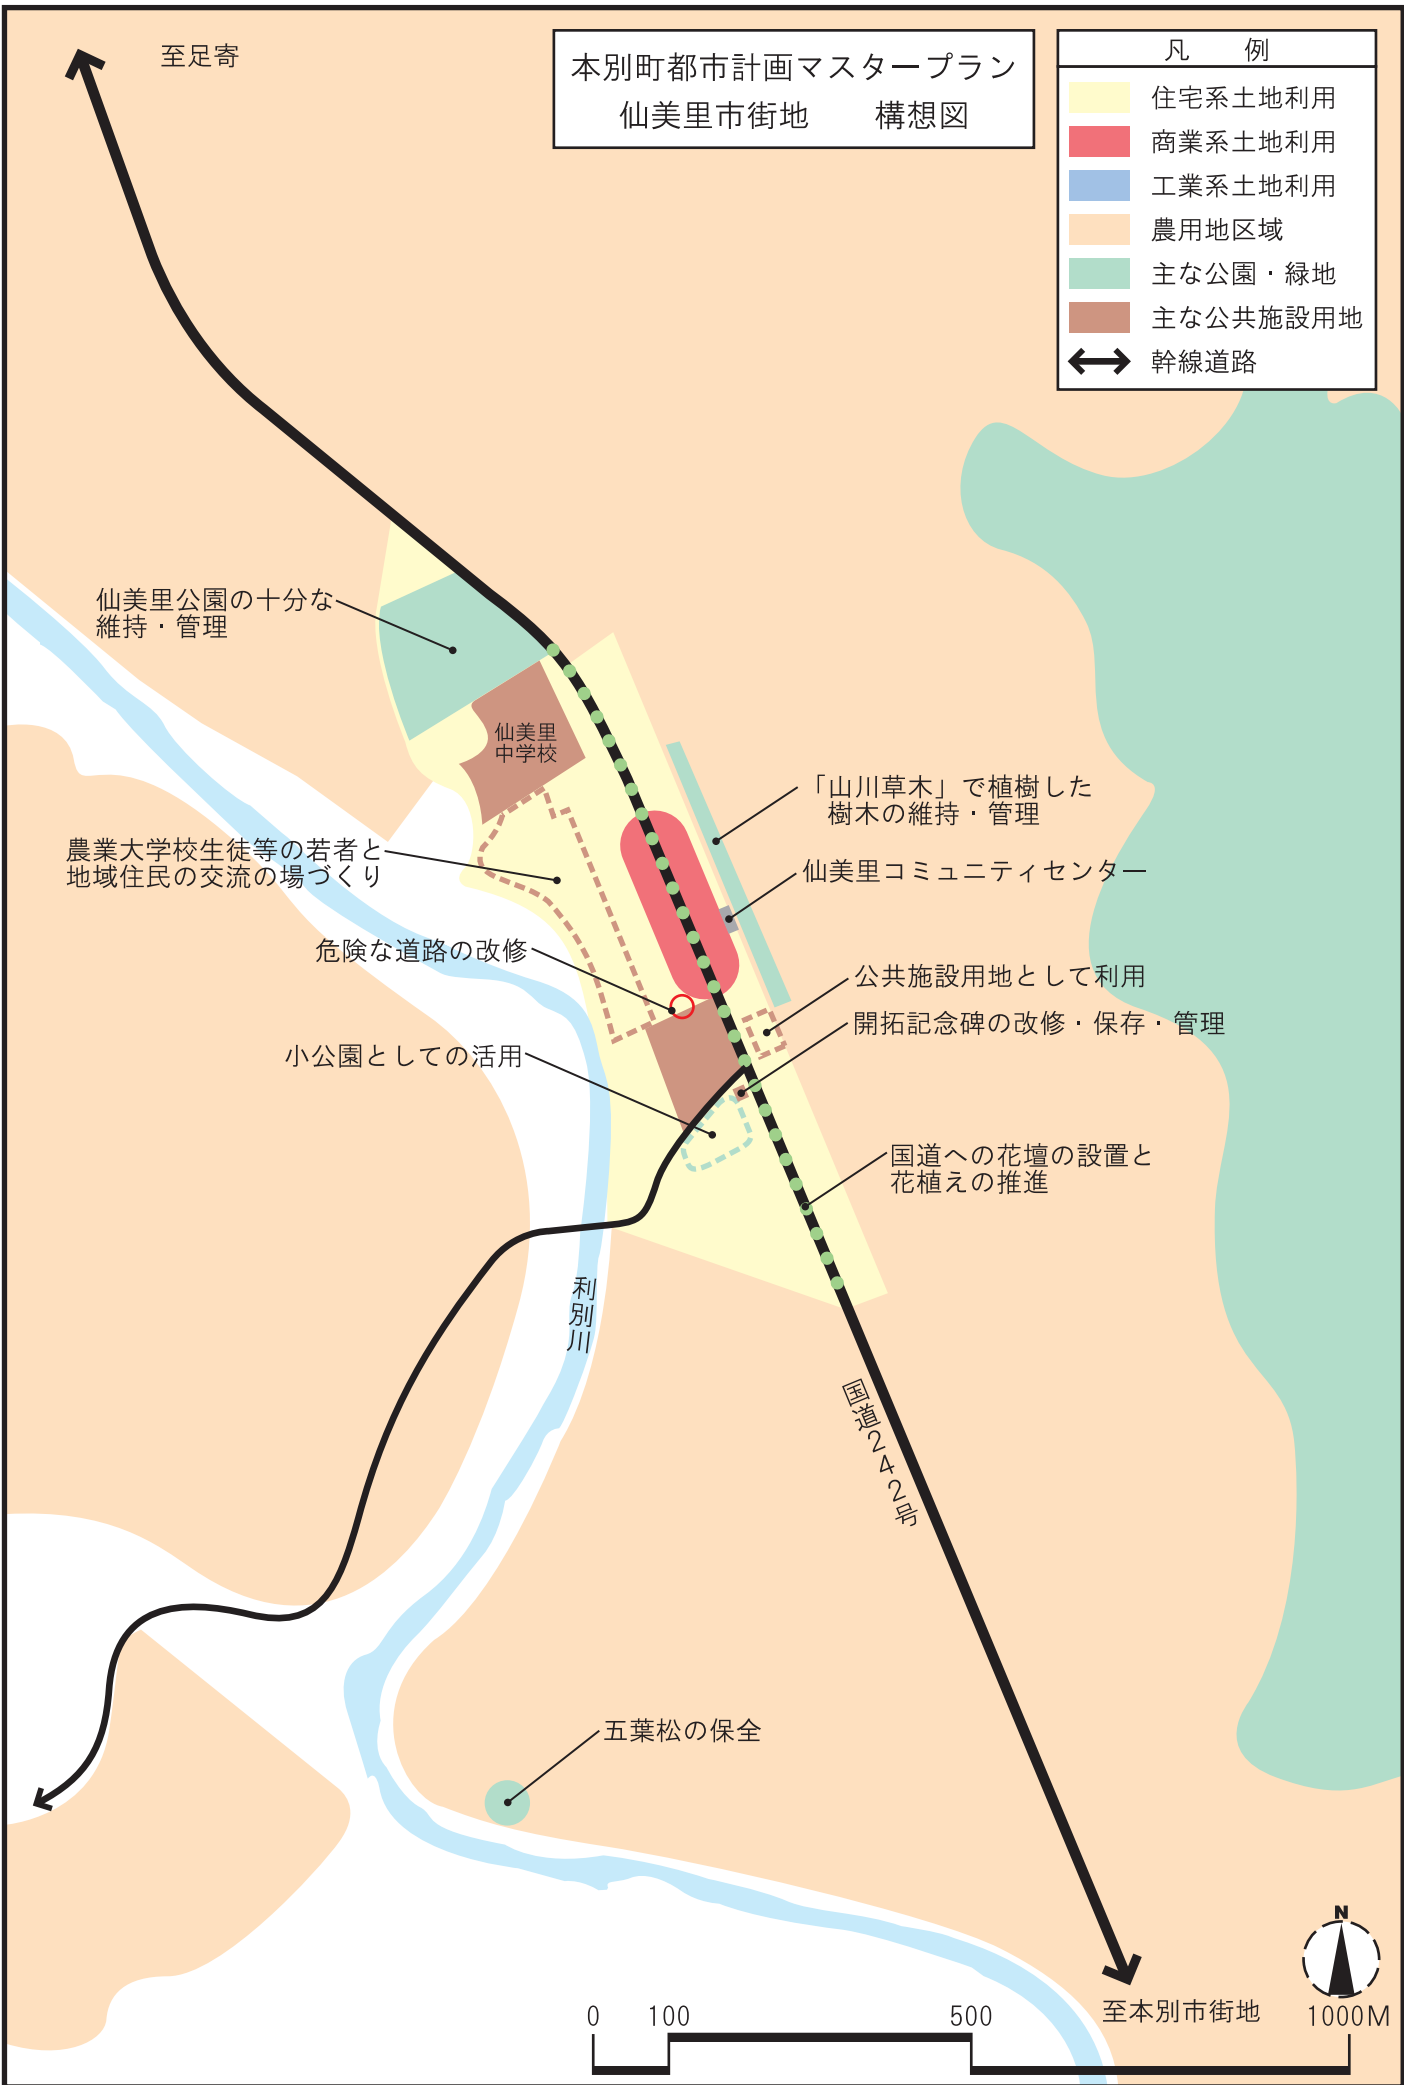 至足寄
本別町都市計画マスタープラン
仙美里市街地　　構想図
凡　　例
住宅系土地利用
商業系土地利用
工業系土地利用
農用地区域
主な公園・緑地
主な公共施設用地
幹線道路
仙美里公園の十分な
維持・管理
仙美里
中学校
「山川草木」で植樹した
樹木の維持・管理
農業大学校生徒等の若者と
地域住民の交流の場づくり
仙美里コミュニティセンター
危険な道路の改修
公共施設用地として利用
開拓記念碑の改修・保存・管理
小公園としての活用
国道への花壇の設置と
花植えの推進
利別川
国道242号
五葉松の保全
N
至本別市街地
0 100 500 1000M